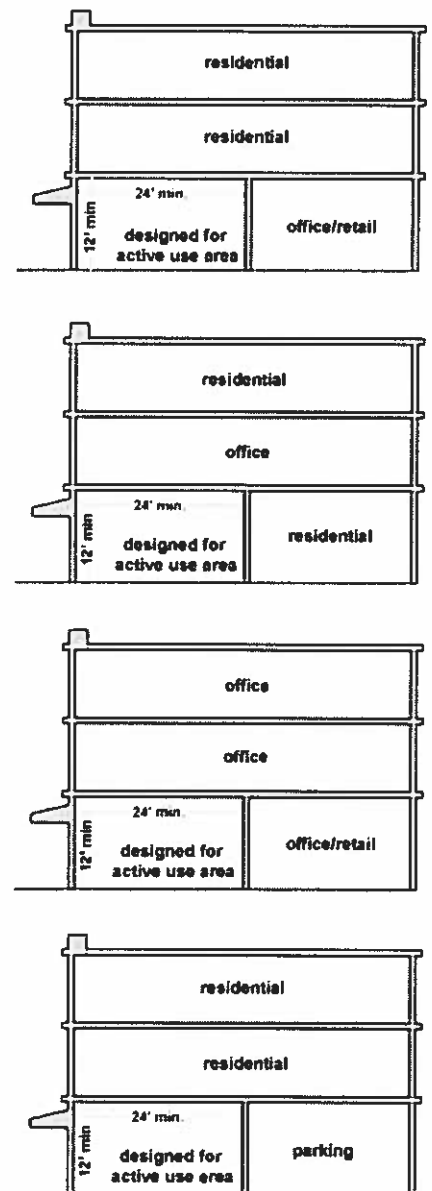 residential
residential
24' min.
12' min
designed for
active use area
office/retail
residential
office
24' min.
12' min
designed for
active use area
residential
office
office
24' min.
12' min
designed for
active use area
office/retail
residential
residential
24' min.
12' min
designed for
active use area
parking